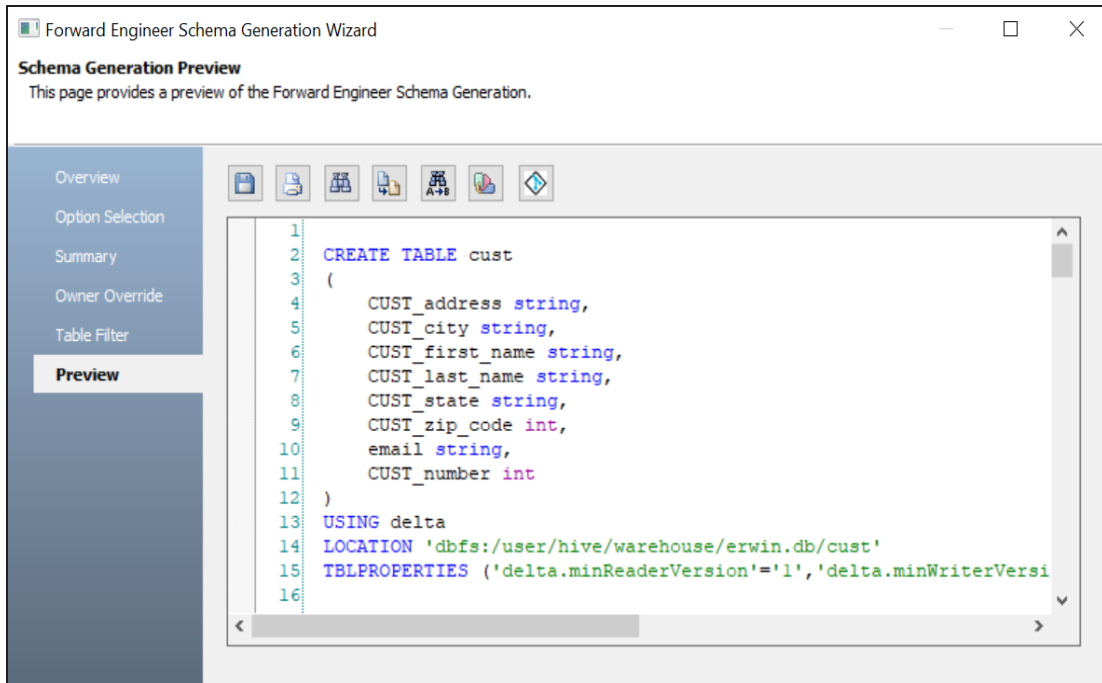 Forward Engineer Schema Generation Wizard
Schema Generation Preview
This page provides a preview of the Forward Engineer Schema Generation.
Overview
Option Selection
Summary
Owner Override
Table Filter
Preview
A→B
1
2 CREATE TABLE cust
3 (
4 CUST_address string,
5 CUST_city string,
6 CUST_first_name string,
7 CUST_last_name string,
8 CUST_state string,
9 CUST_zip_code int,
10 email string,
11 CUST_number int
12 )
13 USING delta
14 LOCATION 'dbfs:/user/hive/warehouse/erwin.db/cust'
15 TBLPROPERTIES ('delta.minReaderVersion'='1','delta.minWriterVersi
16